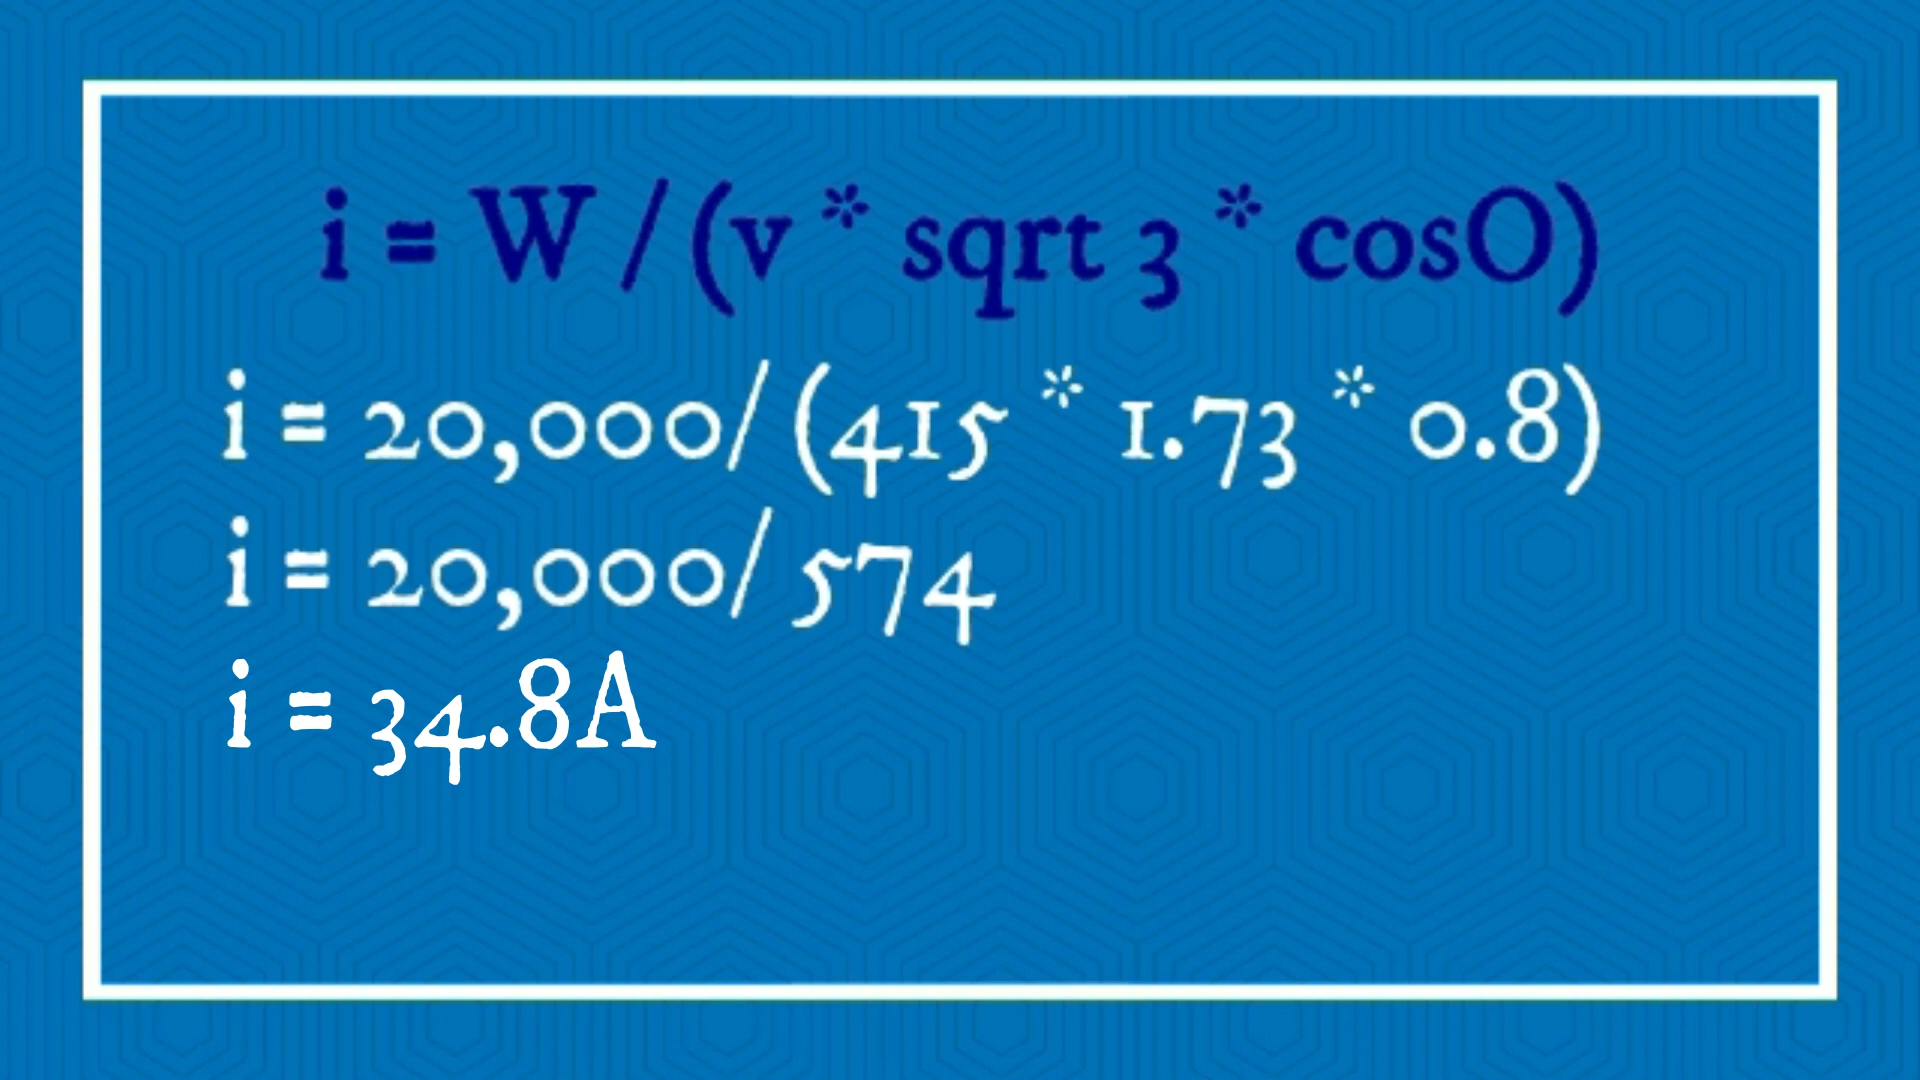 i = W / (v * sqrt 3 * cosO)
i = 20,000/ (415 * 1.73 * 0.8)
i = 20,000/ 574
i = 34.8A